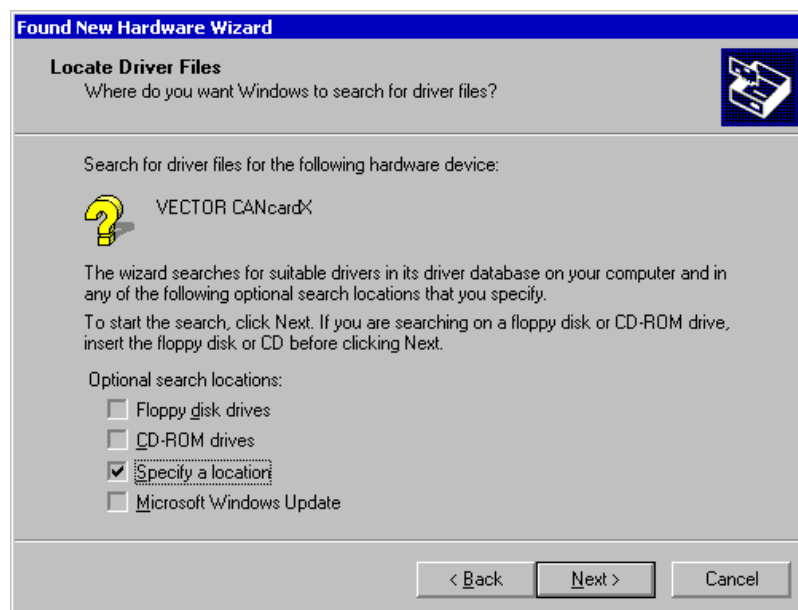 Found New Hardware Wizard
Locate Driver Files
Where do you want Windows to search for driver files?
Search for driver files for the following hardware device:
VECTOR CANcardX
The wizard searches for suitable drivers in its driver database on your computer and in
any of the following optional search locations that you specify.
To start the search, click Next. If you are searching on a floppy disk or CD-ROM drive,
insert the floppy disk or CD before clicking Next.
Optional search locations:
Floppy disk drives
CD-ROM drives
Specify a location
Microsoft Windows Update
< Back
Next >
Cancel